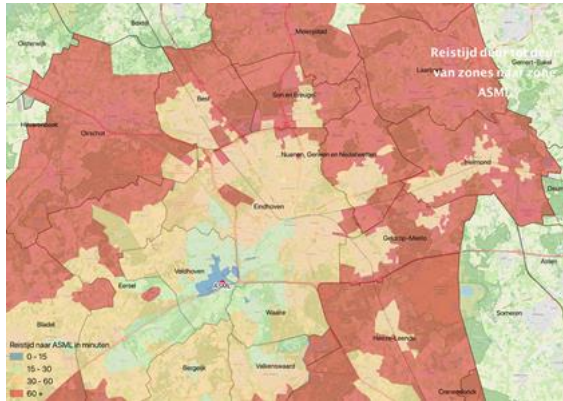 Oisterwijk
Boxtel
Meierijstad
Reistijd deur tot deur
van zones naar zone
ASML
Laarbeek
Gemert-Bakel
Best
Son en Breugel
Hilvarenbeek
Oirschot
Nuenen, Gerwen en Nederwetten
Helmond
Deurne
Eindhoven
Geldrop-Mierlo
Asten
Veldhoven
ASML
Eersel
Waalre
Someren
Bladel
Heeze-Leende
Bergeijk
Valkenswaard
Cranendonck
Reistijd naar ASML in minuten
0 - 15
15 - 30
30 - 60
60 +